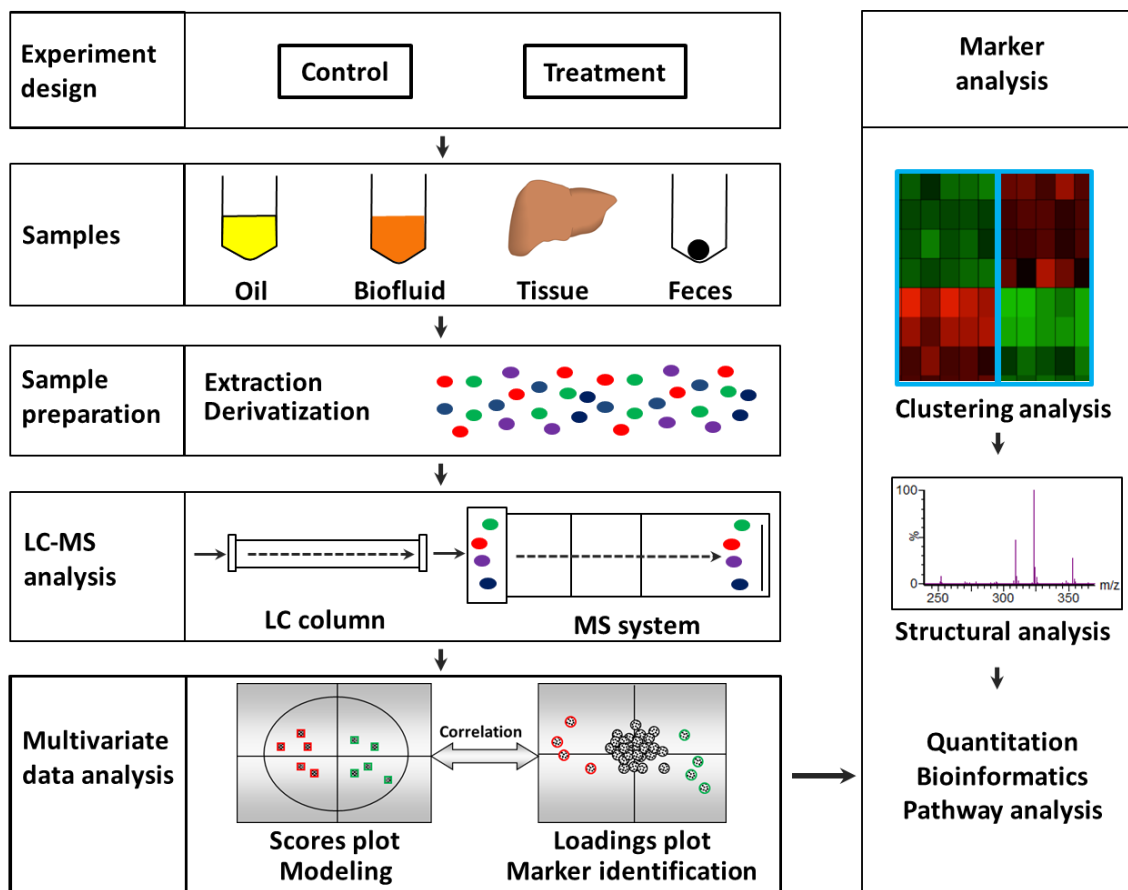 Experiment
design
Control
Treatment
Samples
Oil
Biofluid
Tissue
Feces
Sample
preparation
Extraction
Derivatization
LC-MS
analysis
LC column
MS system
Multivariate
data analysis
Correlation
Scores plot
Modeling
Loadings plot
Marker identification
Marker
analysis
Clustering analysis
100
%
0
250
300
350
m/z
Structural analysis
Quantitation
Bioinformatics
Pathway analysis